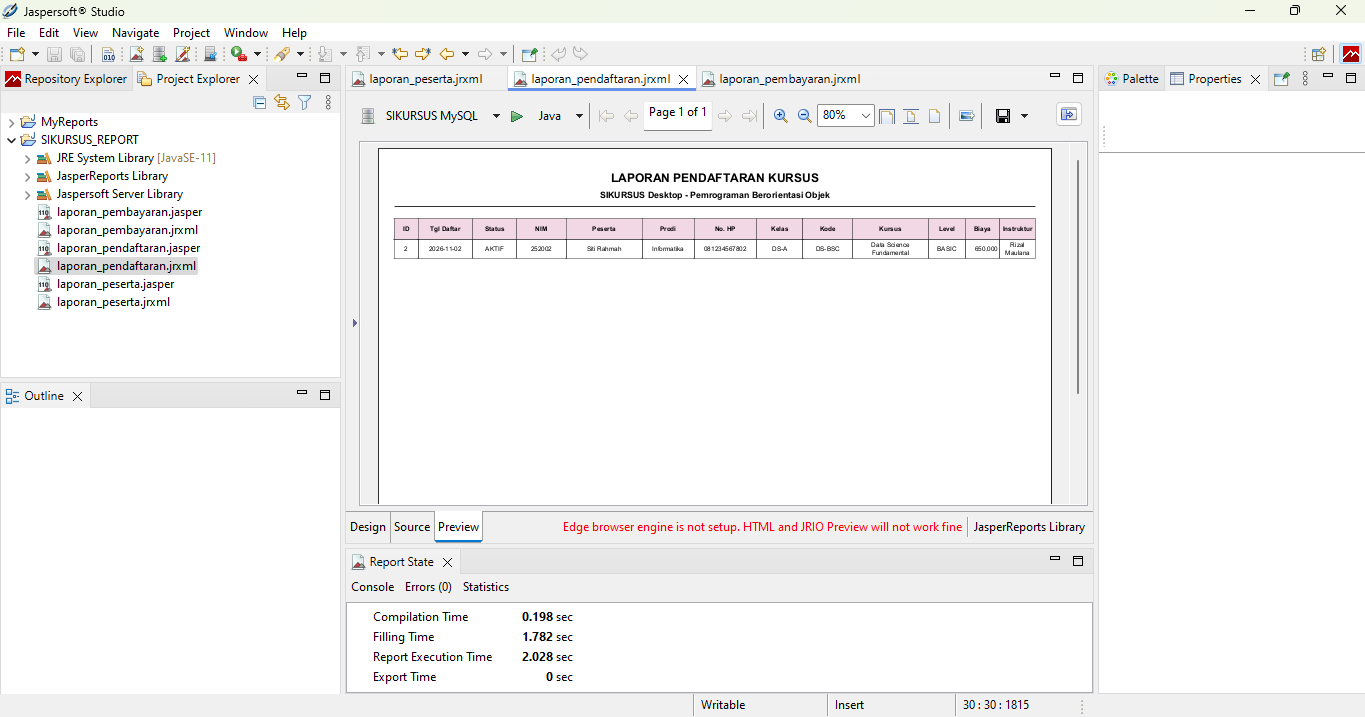 Jaspersoft® Studio
File Edit View Navigate Project Window Help
Repository Explorer Project Explorer
MyReports
SIKURSUS_REPORT
JRE System Library [JavaSE-11]
JasperReports Library
Jaspersoft Server Library
laporan_pembayaran.jasper
laporan_pembayaran.jrxml
laporan_pendaftaran.jasper
laporan_pendaftaran.jrxml
laporan_peserta.jasper
laporan_peserta.jrxml
Outline
laporan_peserta.jrxml laporan_pendaftaran.jrxml laporan_pembayaran.jrxml
SIKURSUS MySQL Java Page 1 of 1 80%
LAPORAN PENDAFTARAN KURSUS
SIKURSUS Desktop - Pemrograman Berorientasi Objek
ID Tgl Daftar Status NIM Peserta Prodi No. HP Kelas Kode Kursus Level Biaya Instruktur
2 2026-11-02 AKTIF 252002 Siti Rahmah Informatika 081234567802 DS-A DS-BSC Data Science Fundamental BASIC 650,000 Rizal Maulana
Design Source Preview Edge browser engine is not setup. HTML and JRIO Preview will not work fine JasperReports Library
Report State
Console Errors (0) Statistics
Compilation Time 0.198 sec
Filling Time 1.782 sec
Report Execution Time 2.028 sec
Export Time 0 sec
Palette Properties
Writable Insert 30 : 30 : 1815